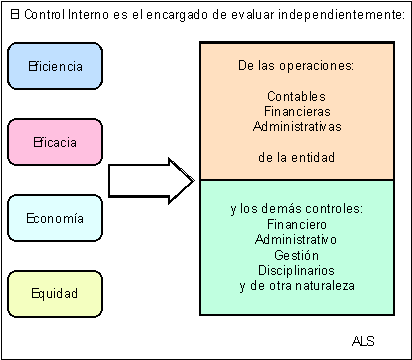 El Control Interno es el encargado de evaluar independientemente:
Eficiencia
Eficacia
Economía
Equidad
De las operaciones:
Contables
Financieras
Administrativas
de la entidad
y los demás controles:
Financiero
Administrativo
Gestión
Disciplinarios
y de otra naturaleza
ALS